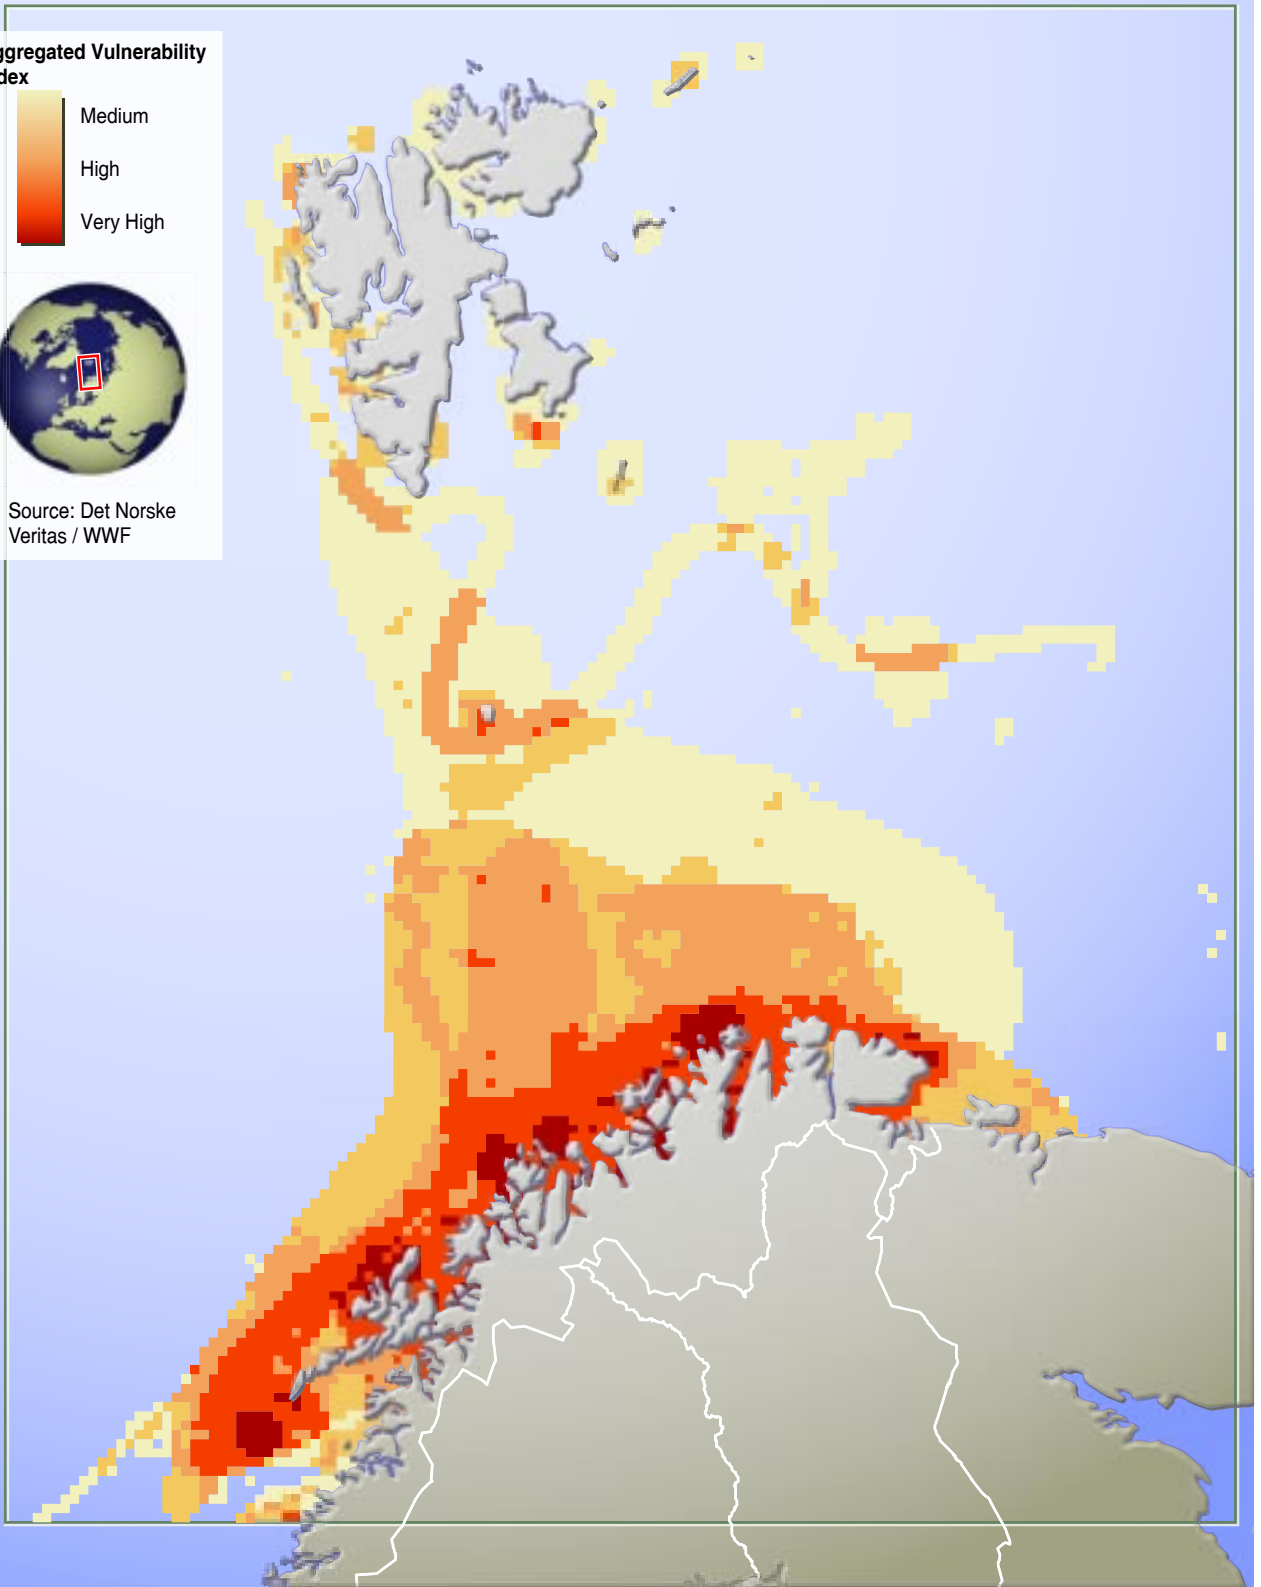 ggregated Vulnerability
dex
Medium
High
Very High
Source: Det Norske
Veritas / WWF